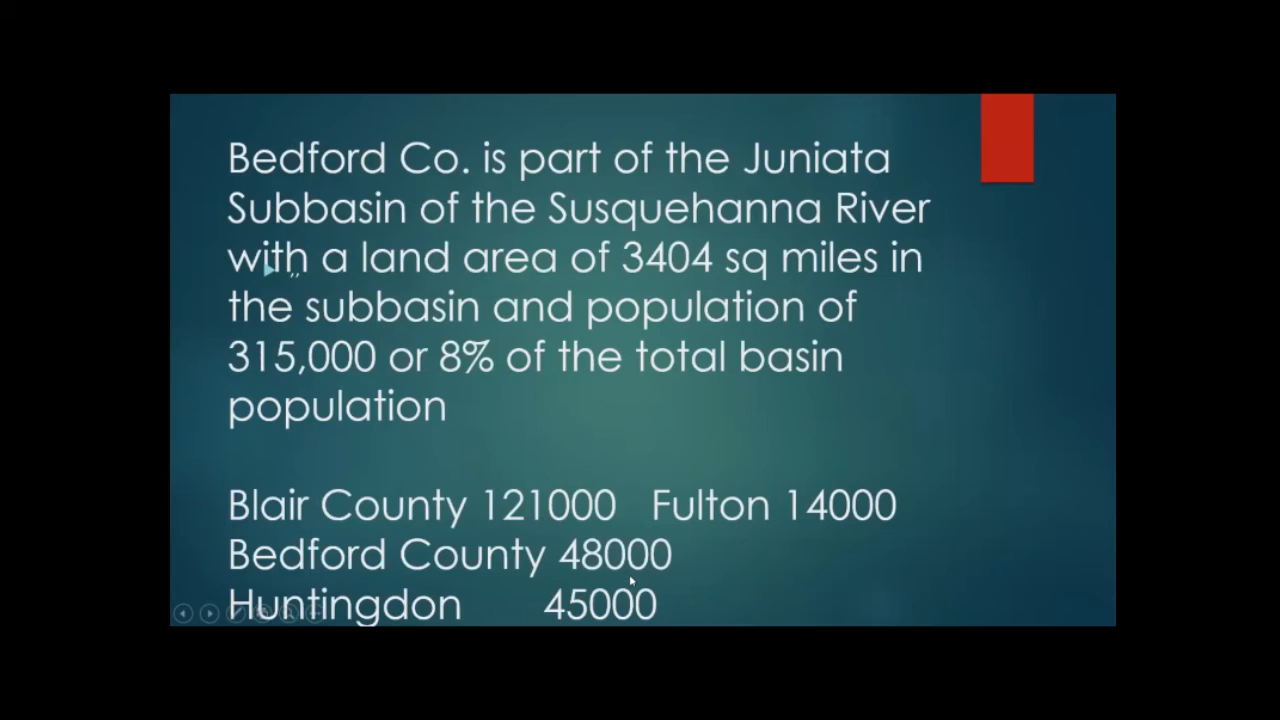 Bedford Co. is part of the Juniata
Subbasin of the Susquehanna River
with a land area of 3404 sq miles in
the subbasin and population of
315,000 or 8% of the total basin
population
Blair County 121000 Fulton 14000
Bedford County 48000
Huntingdon 45000